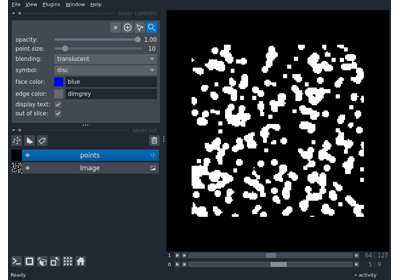 File View Plugins Window Help
layer controls
opacity: 1.00
point size: 10
blending: translucent
symbol: disc
face color: blue
edge color: dimgrey
display text:
out of slice:
layer list
points
Image
1 64 127
0 5 9
Ready
activity